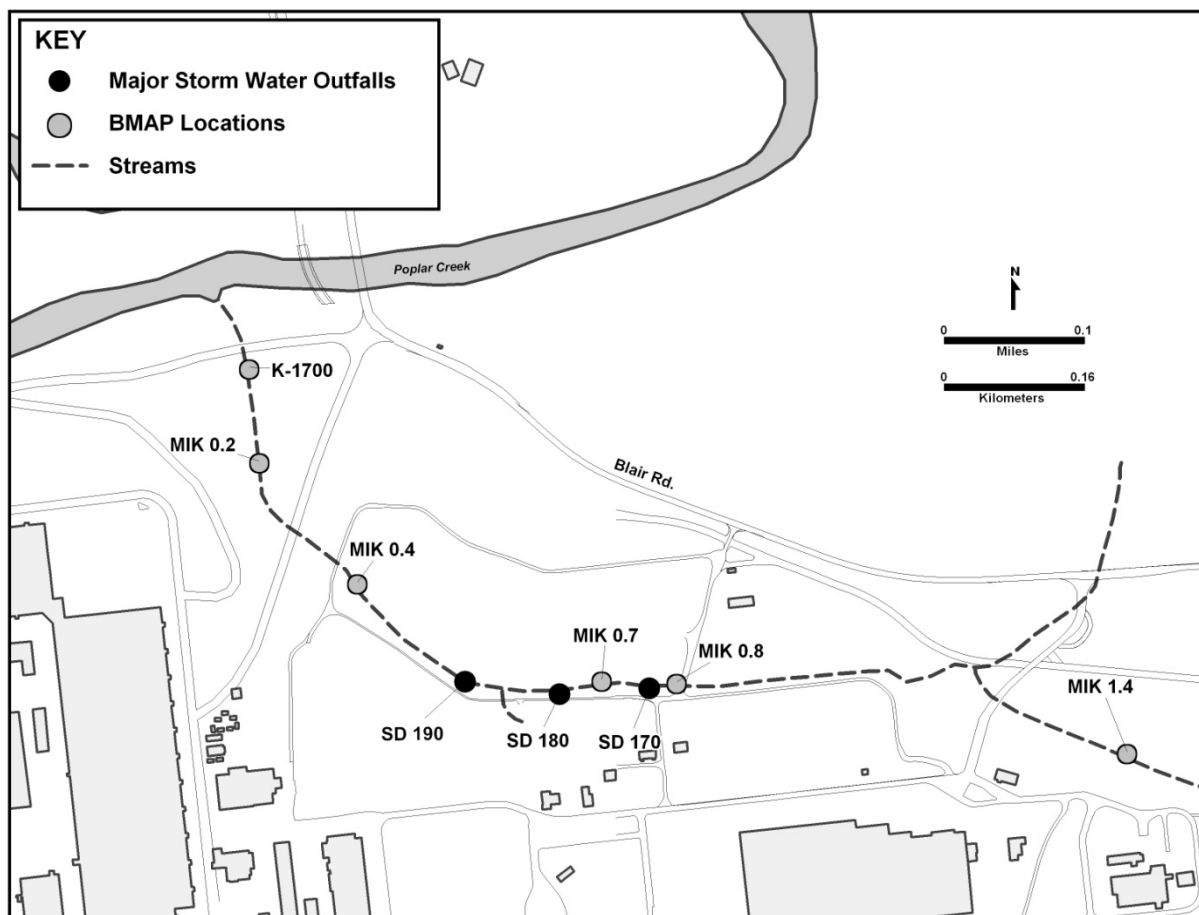 KEY
Major Storm Water Outfalls
BMAP Locations
Streams
Poplar Creek
N
0 0.1
Miles
0 0.16
Kilometers
K-1700
MIK 0.2
Blair Rd.
MIK 0.4
MIK 0.7
MIK 0.8
MIK 1.4
SD 190
SD 180
SD 170